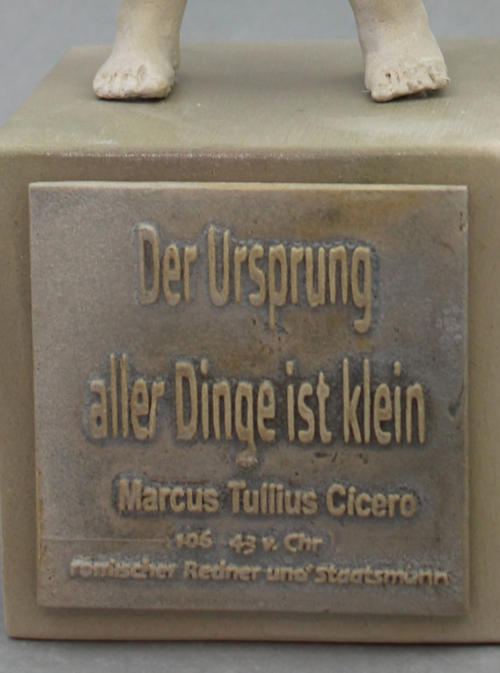 Der Ursprung
aller Dinge ist klein
Marcus Tullius Cicero
106 43 v. Chr
römischer Redner und Staatsmann